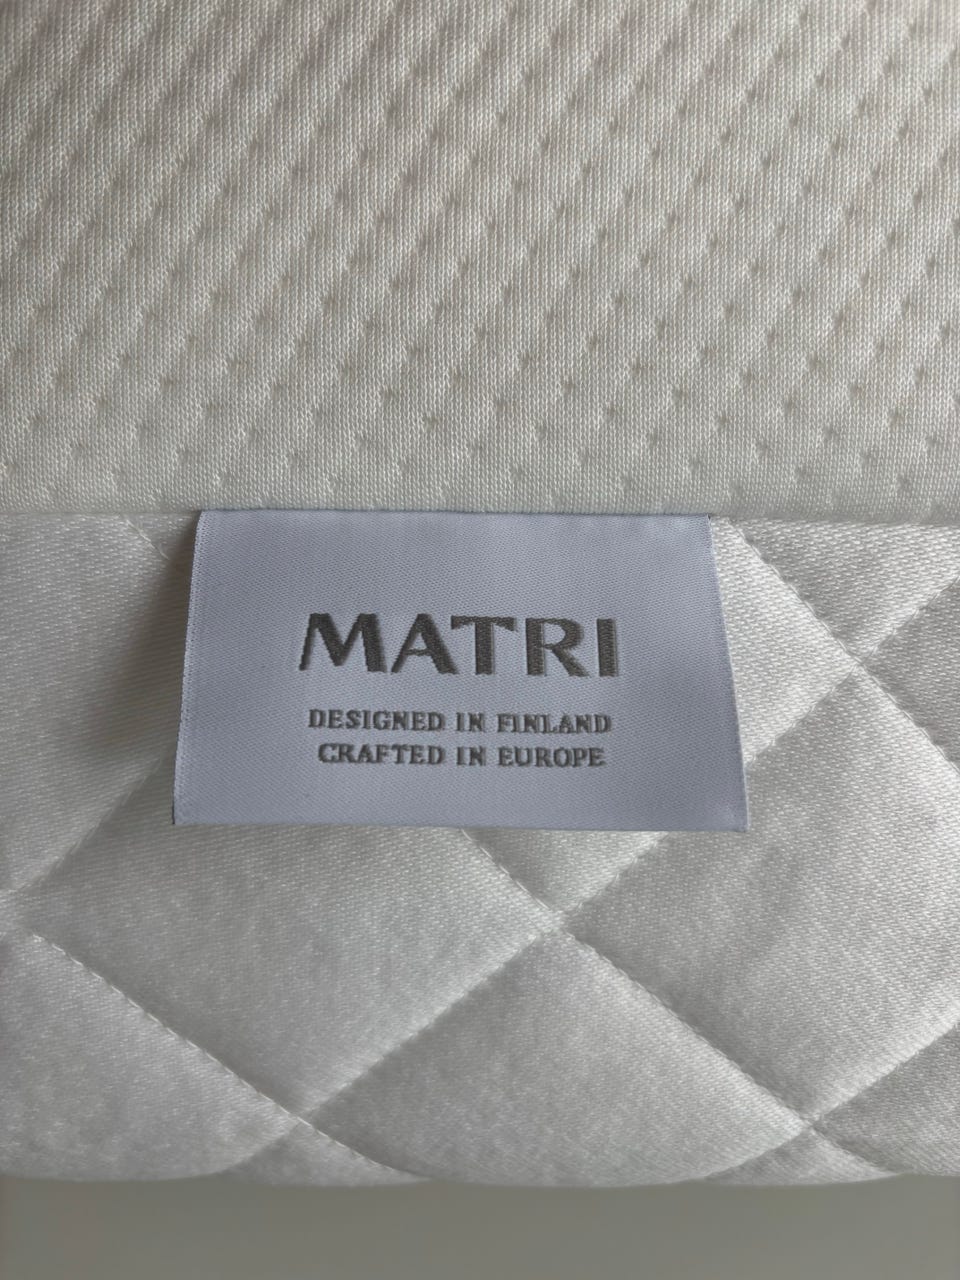 MATRI
DESIGNED IN FINLAND
CRAFTED IN EUROPE